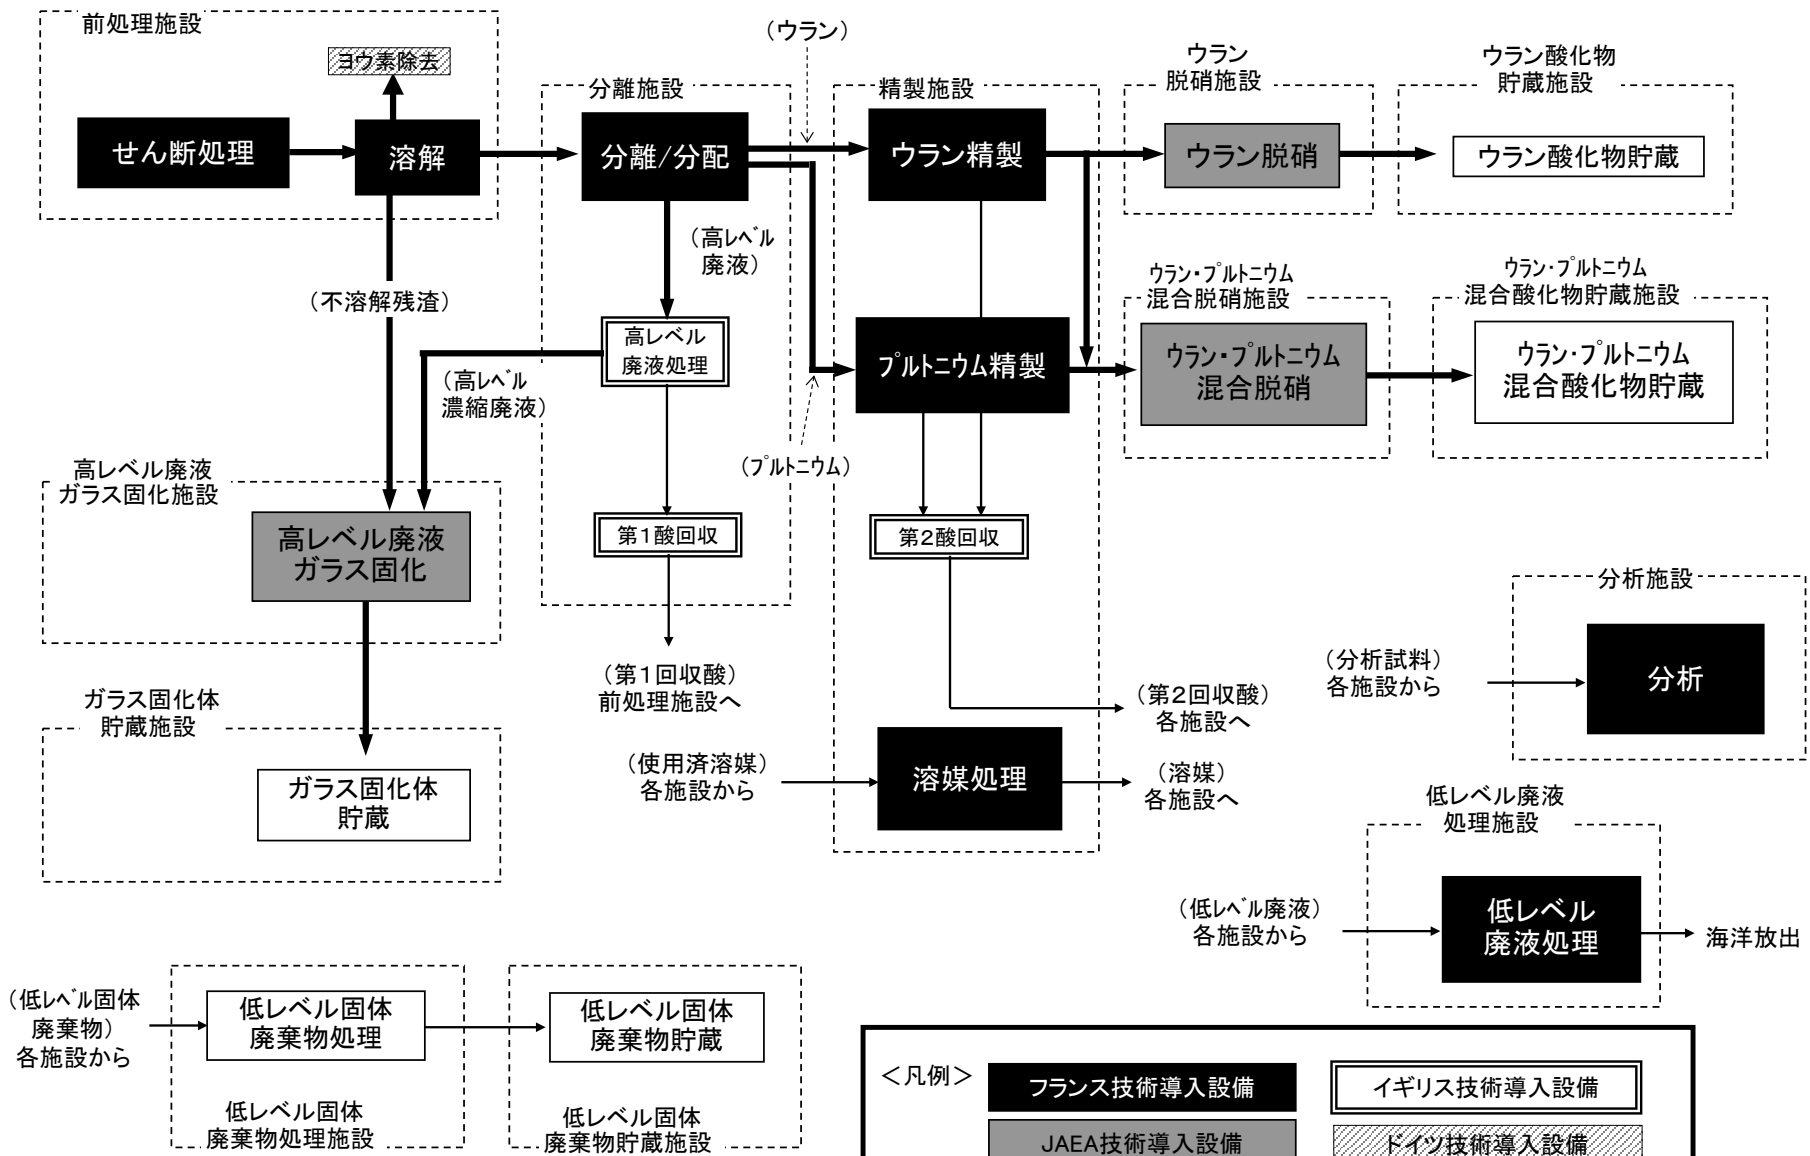 前処理施設
ヨウ素除去
せん断処理
溶解
(不溶解残渣)
分離施設
分離/分配
(高レベル
廃液)
高レベル
廃液処理
(高レベル
濃縮廃液)
第1酸回収
(第1回収酸)
前処理施設へ
(ウラン)
(プルトニウム)
精製施設
ウラン精製
プルトニウム精製
第2酸回収
(第2回収酸)
各施設へ
(使用済溶媒)
各施設から
溶媒処理
(溶媒)
各施設へ
ウラン
脱硝施設
ウラン脱硝
ウラン酸化物
貯蔵施設
ウラン酸化物貯蔵
ウラン・プルトニウム
混合脱硝施設
ウラン・プルトニウム
混合脱硝
ウラン・プルトニウム
混合酸化物貯蔵施設
ウラン・プルトニウム
混合酸化物貯蔵
高レベル廃液
ガラス固化施設
高レベル廃液
ガラス固化
ガラス固化体
貯蔵施設
ガラス固化体
貯蔵
分析施設
(分析試料)
各施設から
分析
低レベル廃液
処理施設
(低レベル廃液)
各施設から
低レベル
廃液処理
海洋放出
(低レベル固体
廃棄物)
各施設から
低レベル固体
廃棄物処理
低レベル固体
廃棄物処理施設
低レベル固体
廃棄物貯蔵
低レベル固体
廃棄物貯蔵施設
<凡例>
フランス技術導入設備
イギリス技術導入設備
JAEA技術導入設備
ドイツ技術導入設備